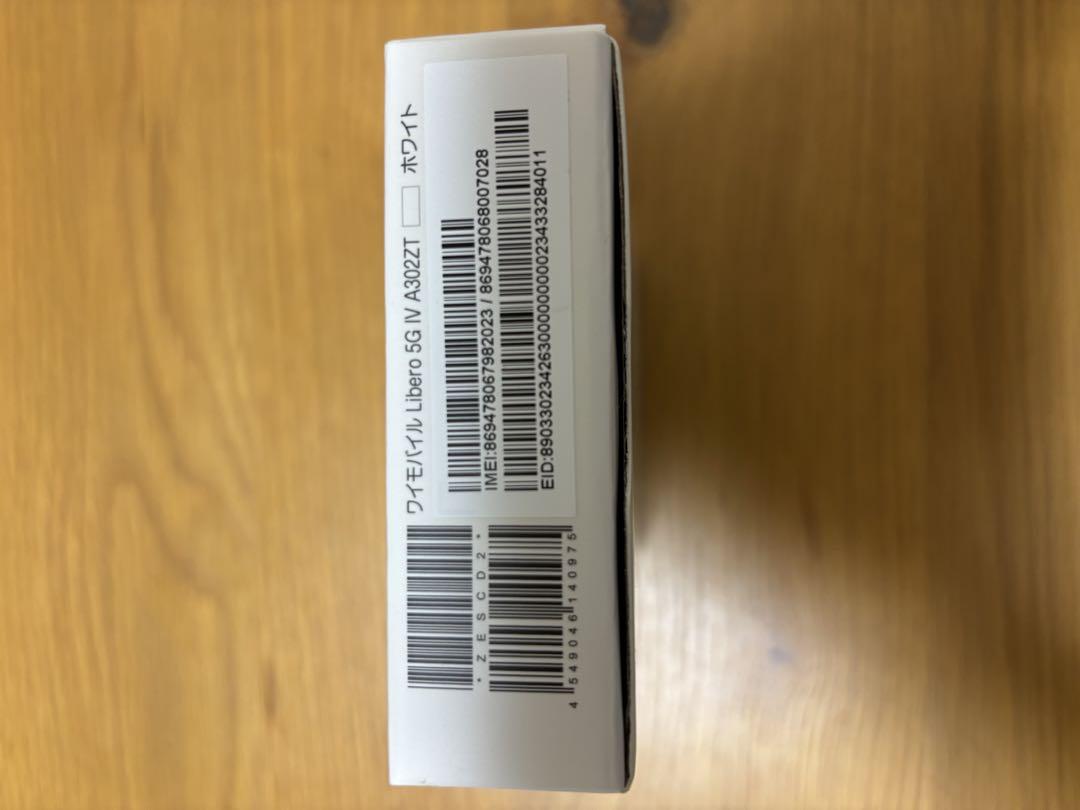 ワイモバイル Libero 5G IV A302ZT ホワイト
IMEI:869478067982023 / 869478068007028
EID:89033023426300000000023433284011
* Z E S C D 2 *
4 549046 140975